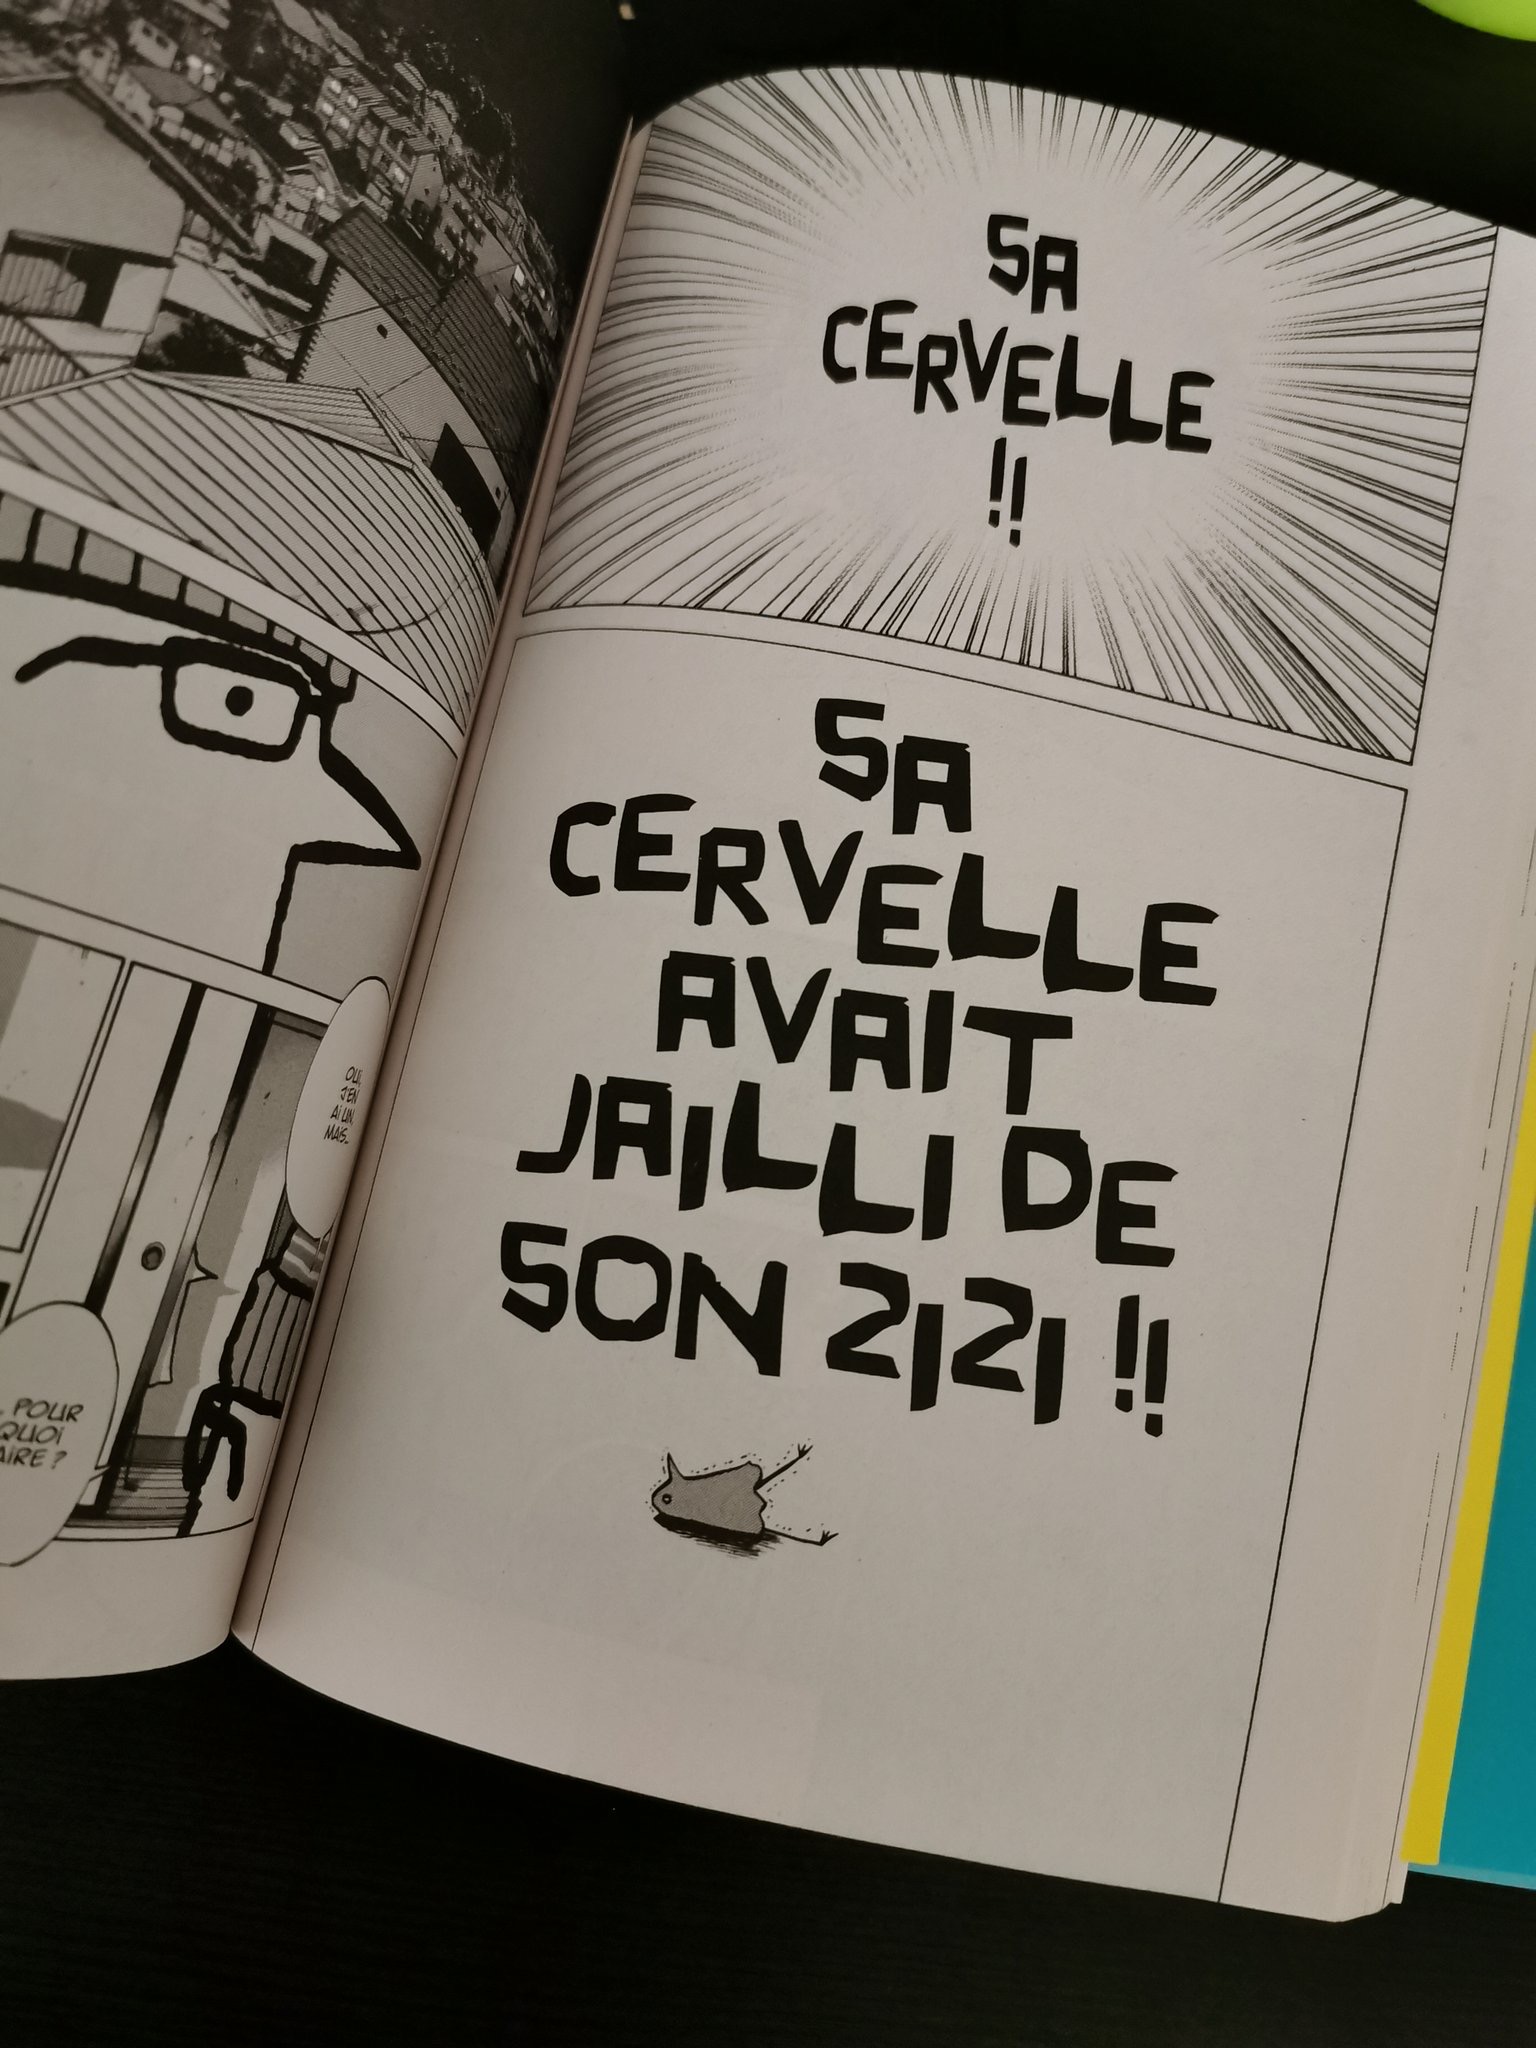 OUI,
J'EN
AI UN,
MAIS...
POUR
QUOI
AIRE ?
SA
CERVELLE
!!
SA
CERVELLE
AVAIT
JAILLI DE
SON ZIZI !!